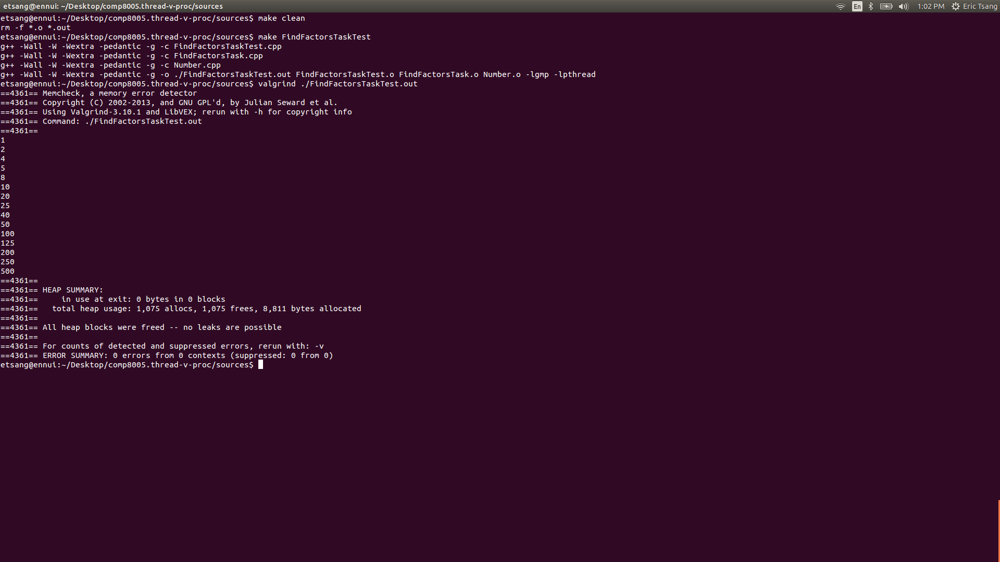 etsang@ennui: ~/Desktop/comp8005.thread-v-proc/sources En 1:02 PM Eric Tsang
etsang@ennui:~/Desktop/comp8005.thread-v-proc/sources$ make clean
rm -f *.o *.out
etsang@ennui:~/Desktop/comp8005.thread-v-proc/sources$ make FindFactorsTaskTest
g++ -Wall -W -Wextra -pedantic -g -c FindFactorsTaskTest.cpp
g++ -Wall -W -Wextra -pedantic -g -c FindFactorsTask.cpp
g++ -Wall -W -Wextra -pedantic -g -c Number.cpp
g++ -Wall -W -Wextra -pedantic -g -o ./FindFactorsTaskTest.out FindFactorsTaskTest.o FindFactorsTask.o Number.o -lgmp -lpthread
etsang@ennui:~/Desktop/comp8005.thread-v-proc/sources$ valgrind ./FindFactorsTaskTest.out
==4361== Memcheck, a memory error detector
==4361== Copyright (C) 2002-2013, and GNU GPL'd, by Julian Seward et al.
==4361== Using Valgrind-3.10.1 and LibVEX; rerun with -h for copyright info
==4361== Command: ./FindFactorsTaskTest.out
==4361==
1
2
4
5
8
10
20
25
40
50
100
125
200
250
500
==4361==
==4361== HEAP SUMMARY:
==4361==     in use at exit: 0 bytes in 0 blocks
==4361==   total heap usage: 1,075 allocs, 1,075 frees, 8,811 bytes allocated
==4361==
==4361== All heap blocks were freed -- no leaks are possible
==4361==
==4361== For counts of detected and suppressed errors, rerun with: -v
==4361== ERROR SUMMARY: 0 errors from 0 contexts (suppressed: 0 from 0)
etsang@ennui:~/Desktop/comp8005.thread-v-proc/sources$